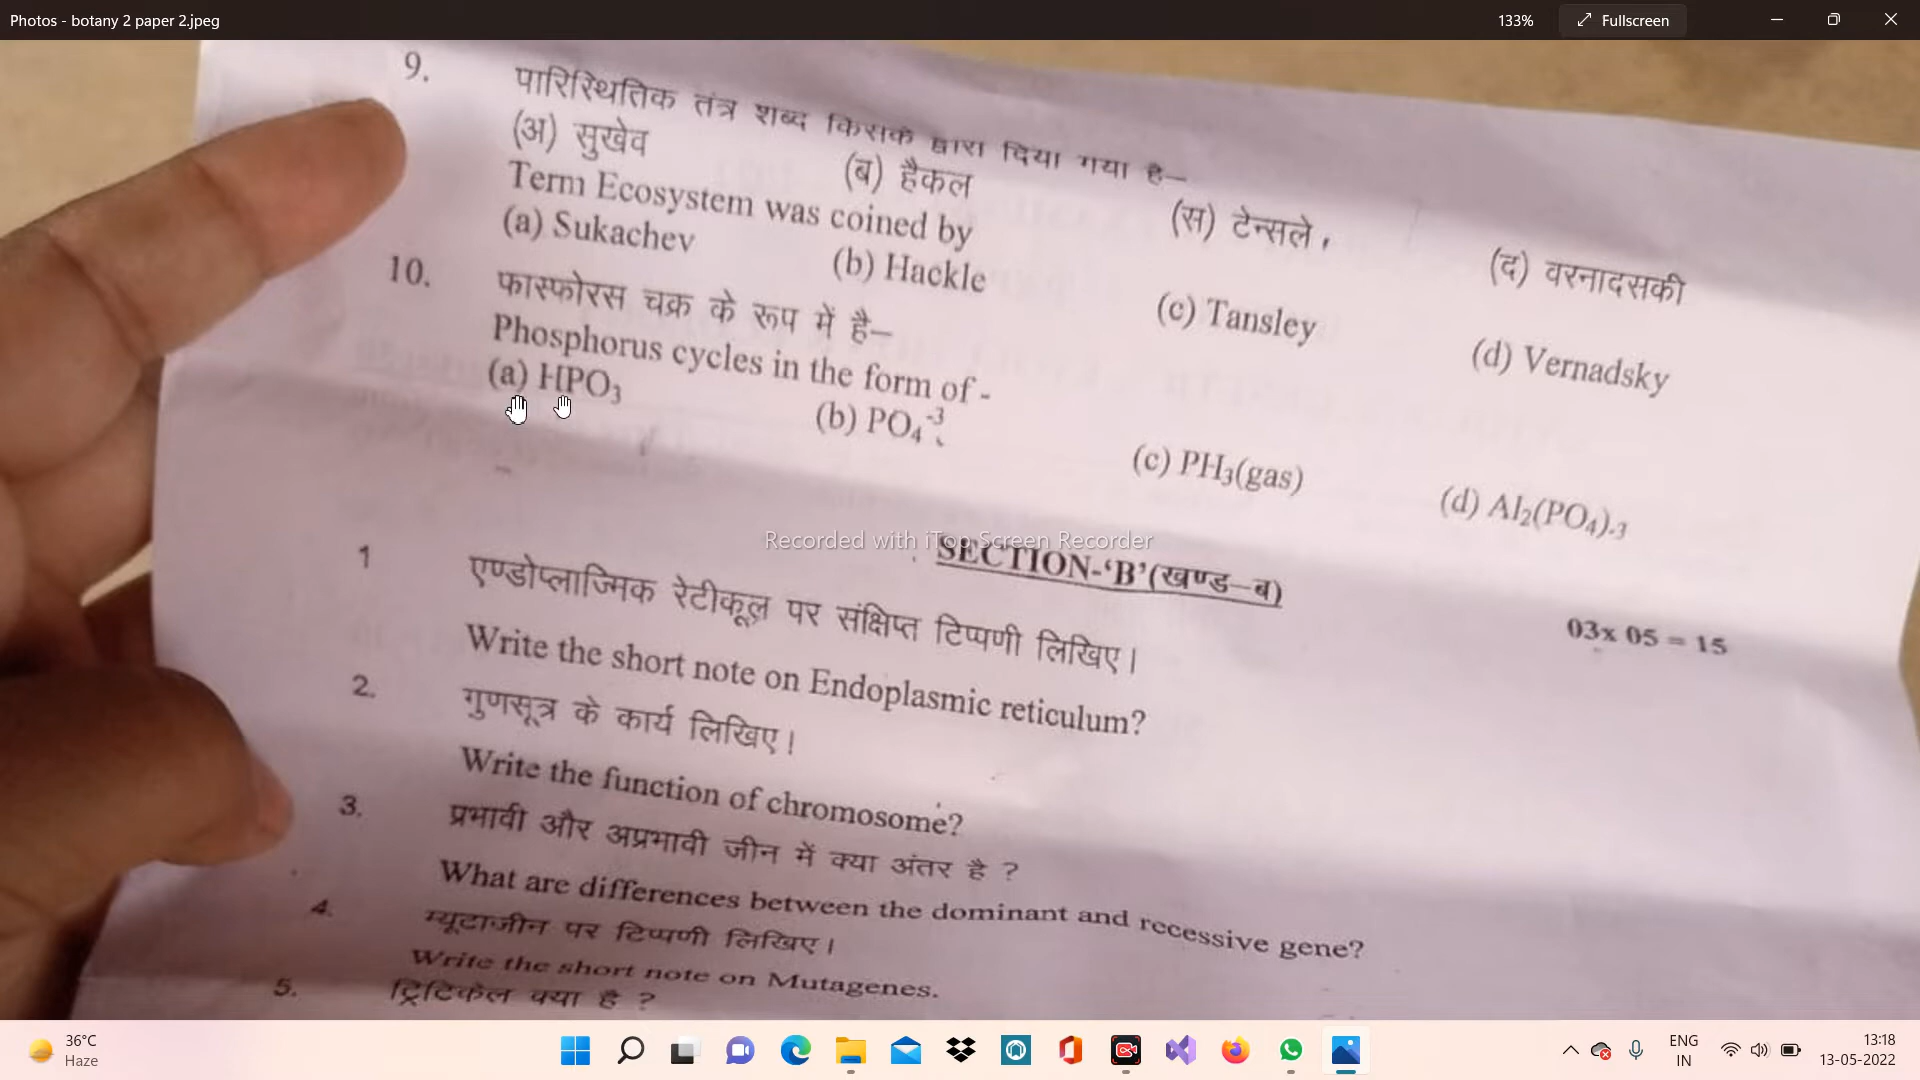 Photos - botany 2 paper 2.jpeg
133%
Fullscreen
9. पारिस्थितिक तंत्र शब्द किसके द्वारा दिया गया है–
(अ) सुखेव (ब) हैकल (स) टेन्सले, (द) वरनादसकी
Term Ecosystem was coined by
(a) Sukachev (b) Hackle (c) Tansley (d) Vernadsky
10. फास्फोरस चक्र के रूप में है–
Phosphorus cycles in the form of -
(a) HPO3 (b) PO4-3 (c) PH3(gas) (d) Al2(PO4)-3
Recorded with iTop Screen Recorder
SECTION-‘B’(खण्ड–ब)
03x 05 = 15
1 एण्डोप्लाज्मिक रेटीकूल पर संक्षिप्त टिप्पणी लिखिए।
Write the short note on Endoplasmic reticulum?
2. गुणसूत्र के कार्य लिखिए।
Write the function of chromosome?
3. प्रभावी और अप्रभावी जीन में क्या अंतर है ?
What are differences between the dominant and recessive gene?
4. म्यूटाजीन पर टिप्पणी लिखिए।
Write the short note on Mutagenes.
5. ट्रिटिकेल क्या है ?
36°C
Haze
ENG
IN
13:18
13-05-2022